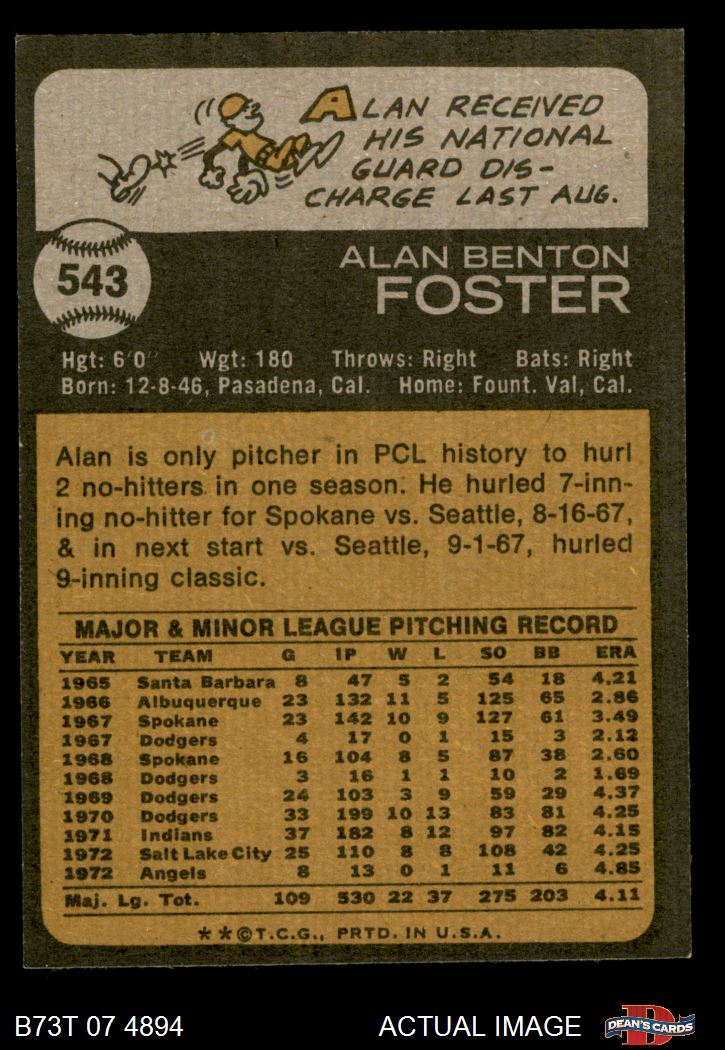 ALAN RECEIVED
HIS NATIONAL
GUARD DIS-
CHARGE LAST AUG.
543
ALAN BENTON
FOSTER
Hgt: 6'0" Wgt: 180 Throws: Right Bats: Right
Born: 12-8-46, Pasadena, Cal. Home: Fount. Val, Cal.
Alan is only pitcher in PCL history to hurl
2 no-hitters in one season. He hurled 7-inn-
ing no-hitter for Spokane vs. Seattle, 8-16-67,
& in next start vs. Seattle, 9-1-67, hurled
9-inning classic.
MAJOR & MINOR LEAGUE PITCHING RECORD
YEAR TEAM G IP W L SO BB ERA
1965 Santa Barbara 8 47 5 2 54 18 4.21
1966 Albuquerque 23 132 11 5 125 65 2.86
1967 Spokane 23 142 10 9 127 61 3.49
1967 Dodgers 4 17 0 1 15 3 2.12
1968 Spokane 16 104 8 5 87 38 2.60
1968 Dodgers 3 16 1 1 10 2 1.69
1969 Dodgers 24 103 3 9 59 29 4.37
1970 Dodgers 33 199 10 13 83 81 4.25
1971 Indians 37 182 8 12 97 82 4.15
1972 Salt Lake City 25 110 8 8 108 42 4.25
1972 Angels 8 13 0 1 11 6 4.85
Maj. Lg. Tot. 109 530 22 37 275 203 4.11
**©T.C.G., PRTD. IN U.S.A.
B73T 07 4894 ACTUAL IMAGE DEAN'S CARDS